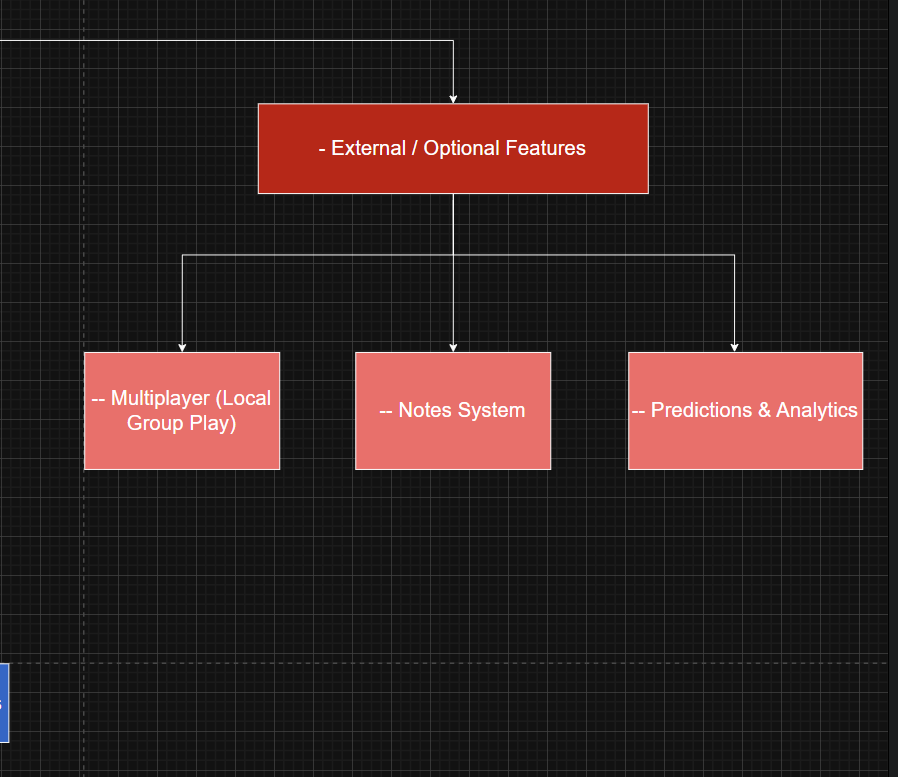 - External / Optional Features
-- Multiplayer (Local
Group Play)
-- Notes System
-- Predictions & Analytics